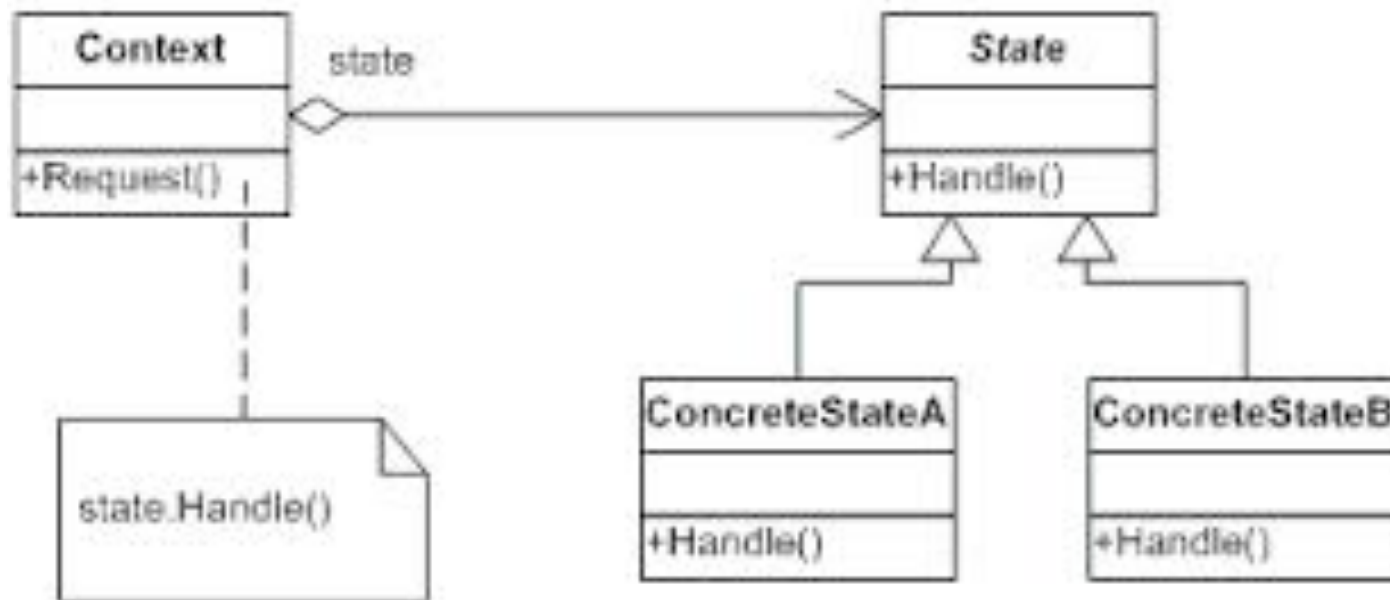 Context
state
State
+Request()
+Handle()
ConcreteStateA
ConcreteStateB
state.Handle()
+Handle()
+Handle()